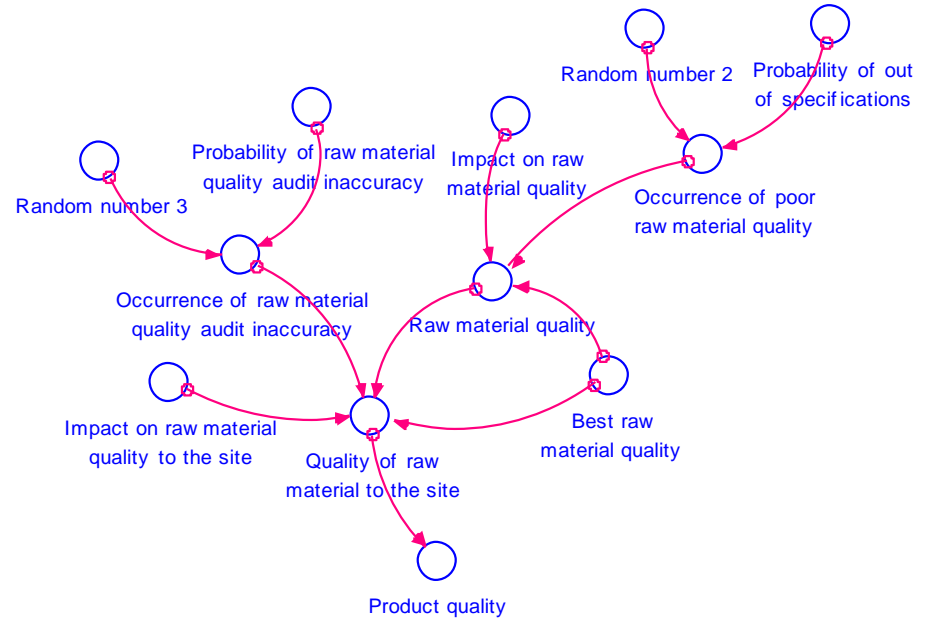 Random number 2
Probability of out
of specifications
Probability of raw material
quality audit inaccuracy
Impact on raw
material quality
Random number 3
Occurrence of poor
raw material quality
Occurrence of raw material
quality audit inaccuracy
Raw material quality
Impact on raw material
quality to the site
Best raw
material quality
Quality of raw
material to the site
Product quality